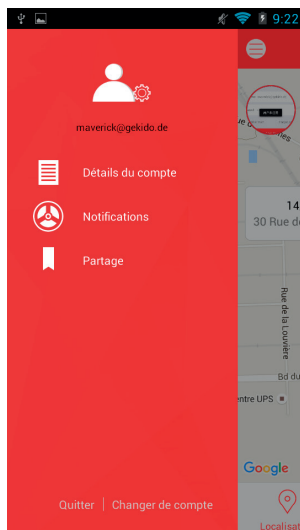 9:22
maverick@gekido.de
Détails du compte
Notifications
Partage
14
30 Rue de
Rue de la Louvière
Bd du
entre UPS
Google
Quitter | Changer de compte
Localisat